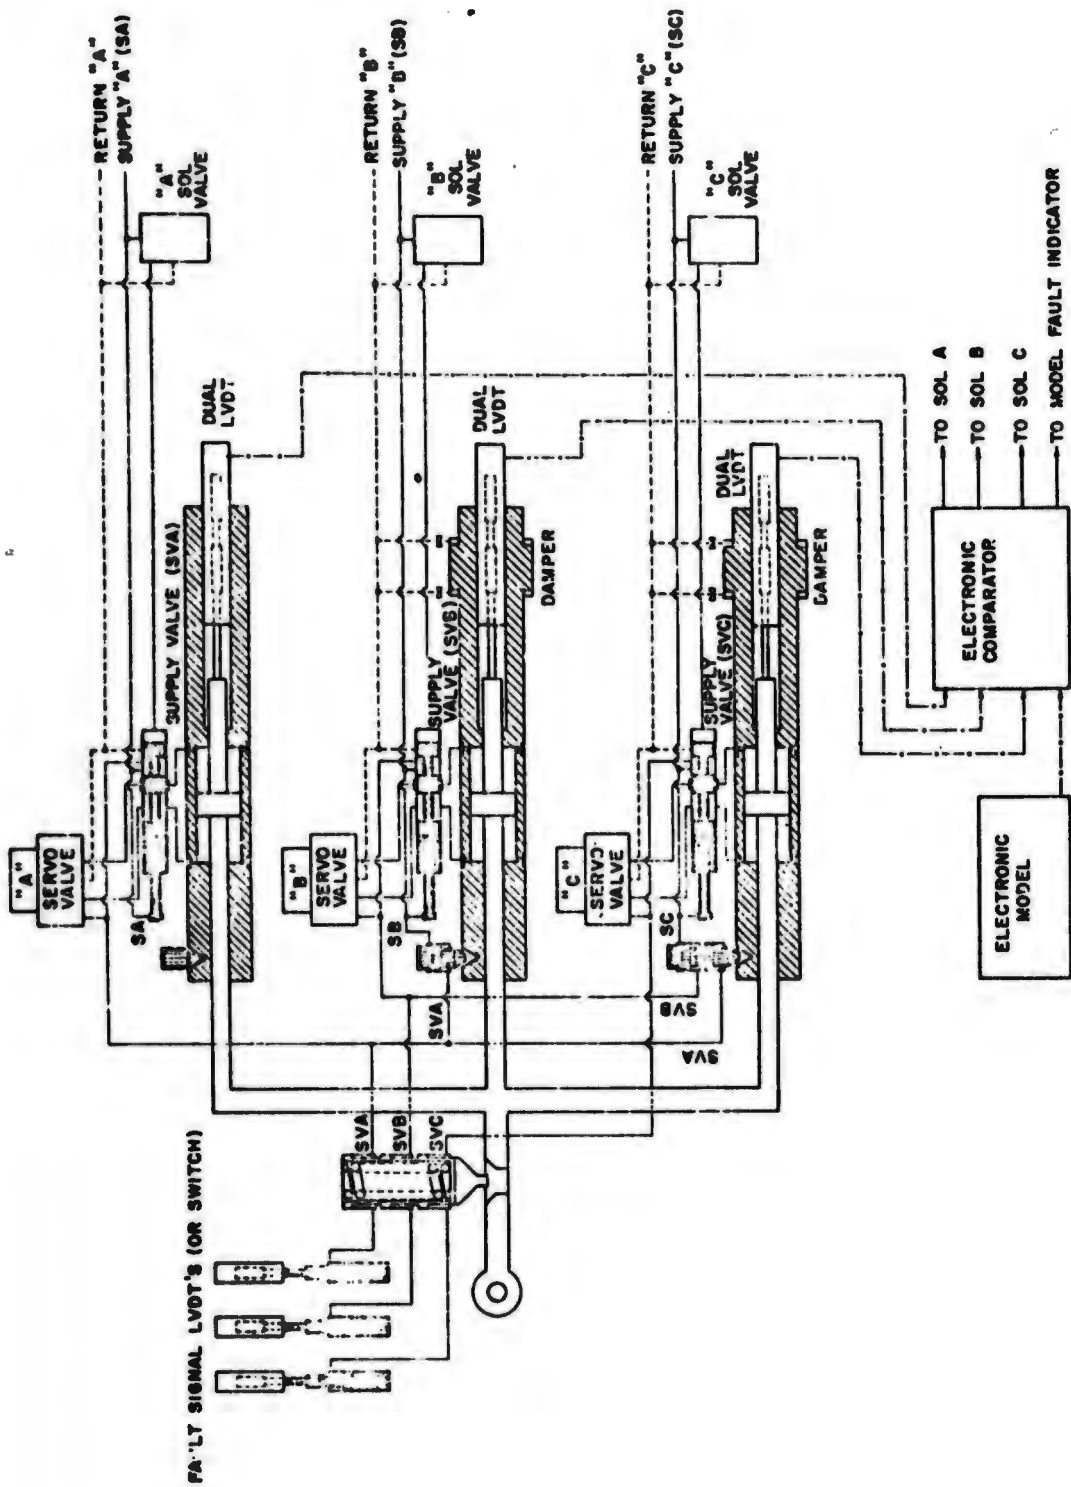 RETURN "A"
SUPPLY "A" (SA)
"A"
SOL
VALVE
DUAL
LVDT
SUPPLY VALVE (SVA)
"A"
SERVO
VALVE
SA
RETURN "B"
SUPPLY "B" (SB)
"B"
SOL
VALVE
DUAL
LVDT
DAMPER
SUPPLY
VALVE (SVB)
"B"
SERVO
VALVE
SB
SVA
RETURN "C"
SUPPLY "C" (SC)
"C"
SOL
VALVE
DUAL
LVDT
DAMPER
SUPPLY
VALVE (SVC)
"C"
SERVO
VALVE
SC
SVB
SVA
SVA
SVB
SVC
FA LT SIGNAL LVDT'S (OR SWITCH)
TO SOL A
TO SOL B
TO SOL C
TO MODEL FAULT INDICATOR
ELECTRONIC
COMPARATOR
ELECTRONIC
MODEL